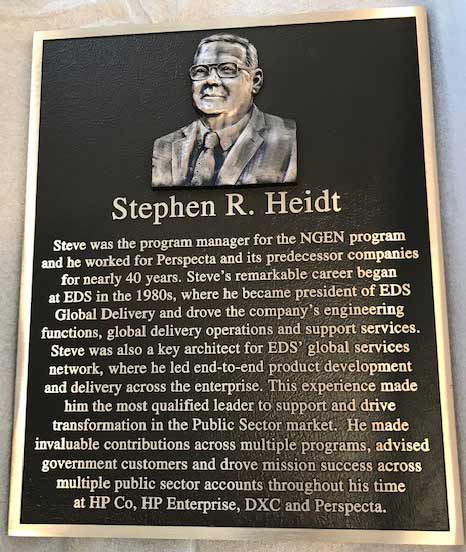 Stephen R. Heidt
Steve was the program manager for the NGEN program
and he worked for Perspecta and its predecessor companies
for nearly 40 years. Steve's remarkable career began
at EDS in the 1980s, where he became president of EDS
Global Delivery and drove the company's engineering
functions, global delivery operations and support services.
Steve was also a key architect for EDS' global services
network, where he led end-to-end product development
and delivery across the enterprise. This experience made
him the most qualified leader to support and drive
transformation in the Public Sector market. He made
invaluable contributions across multiple programs, advised
government customers and drove mission success across
multiple public sector accounts throughout his time
at HP Co, HP Enterprise, DXC and Perspecta.